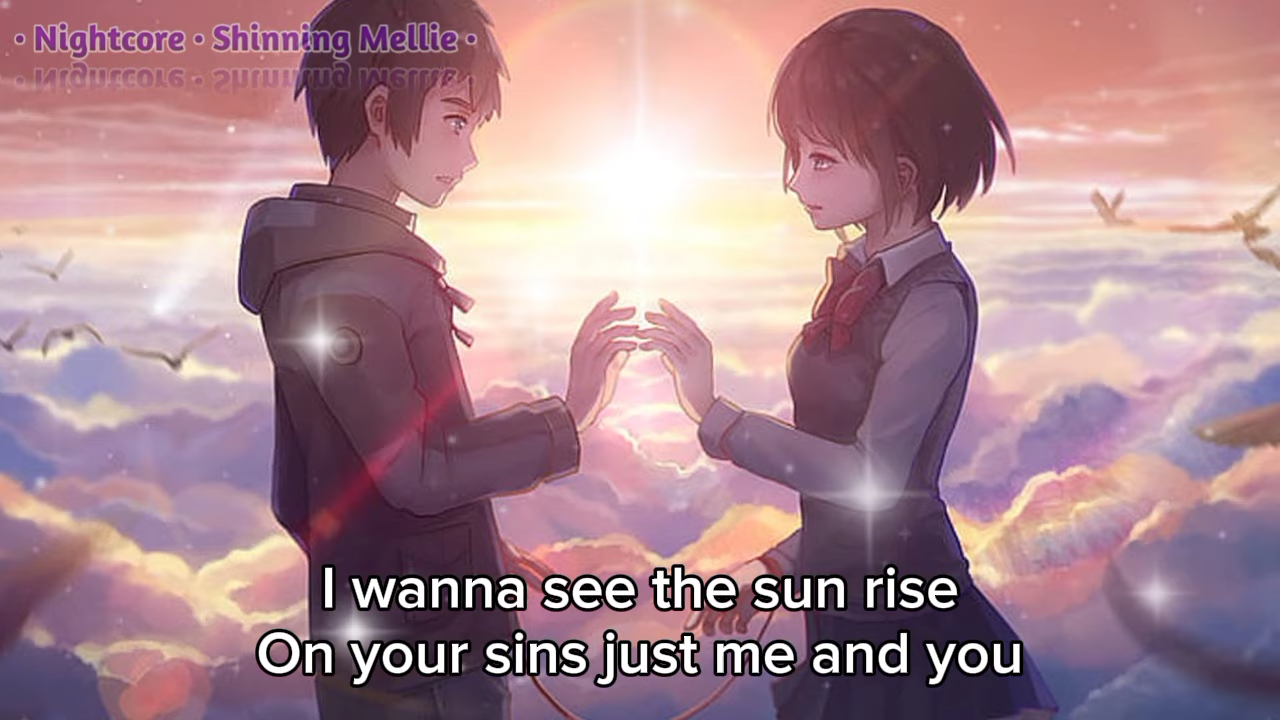 • Nightcore • Shinning Mellie •
I wanna see the sun rise
On your sins just me and you